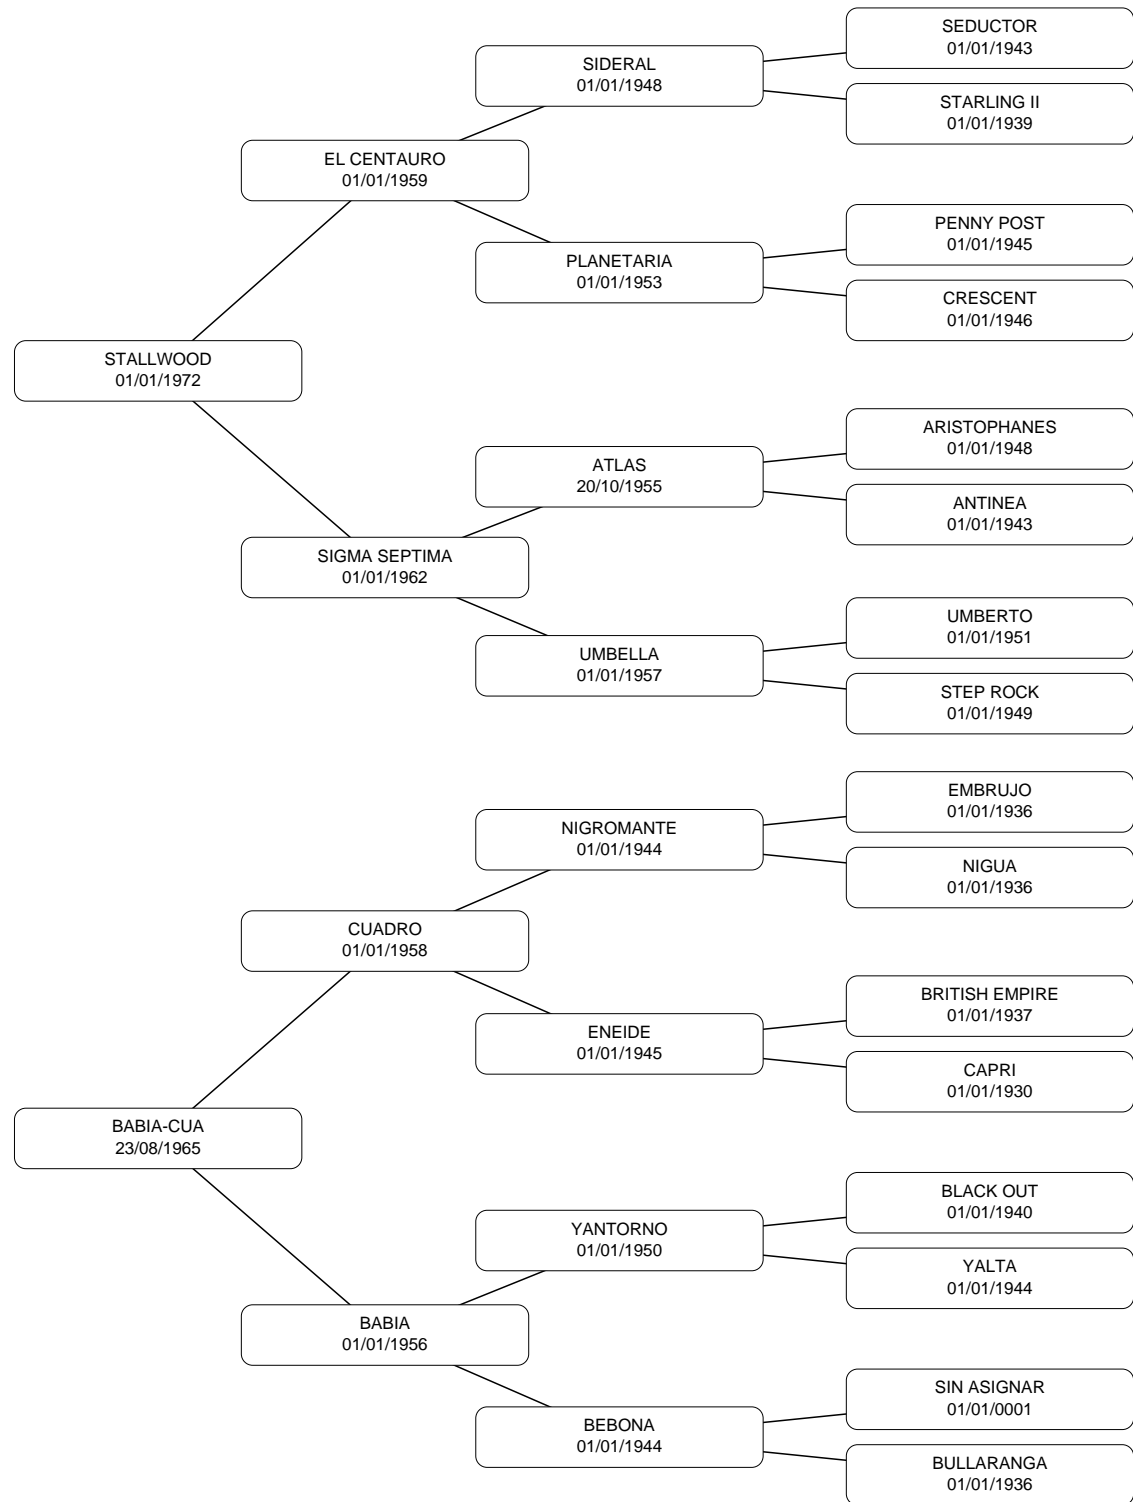 SEDUCTOR
01/01/1943
SIDERAL
01/01/1948
STARLING II
01/01/1939
EL CENTAURO
01/01/1959
PENNY POST
01/01/1945
PLANETARIA
01/01/1953
CRESCENT
01/01/1946
STALLWOOD
01/01/1972
ARISTOPHANES
01/01/1948
ATLAS
20/10/1955
ANTINEA
01/01/1943
SIGMA SEPTIMA
01/01/1962
UMBERTO
01/01/1951
UMBELLA
01/01/1957
STEP ROCK
01/01/1949
EMBRUJO
01/01/1936
NIGROMANTE
01/01/1944
NIGUA
01/01/1936
CUADRO
01/01/1958
BRITISH EMPIRE
01/01/1937
ENEIDE
01/01/1945
CAPRI
01/01/1930
BABIA-CUA
23/08/1965
BLACK OUT
01/01/1940
YANTORNO
01/01/1950
YALTA
01/01/1944
BABIA
01/01/1956
SIN ASIGNAR
01/01/0001
BEBONA
01/01/1944
BULLARANGA
01/01/1936